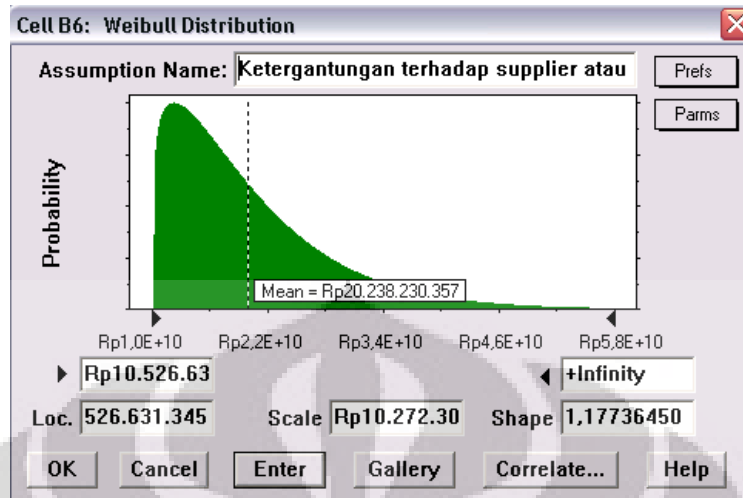 Cell B6: Weibull Distribution
Assumption Name: Ketergantungan terhadap supplier atau
Prefs
Parms
Probability
Mean = Rp20.238.230.357
Rp1,0E+10 Rp2,2E+10 Rp3,4E+10 Rp4,6E+10 Rp5,8E+10
Rp10.526.63 +Infinity
Loc. 526.631.345 Scale Rp10.272.30 Shape 1,17736450
OK Cancel Enter Gallery Correlate... Help